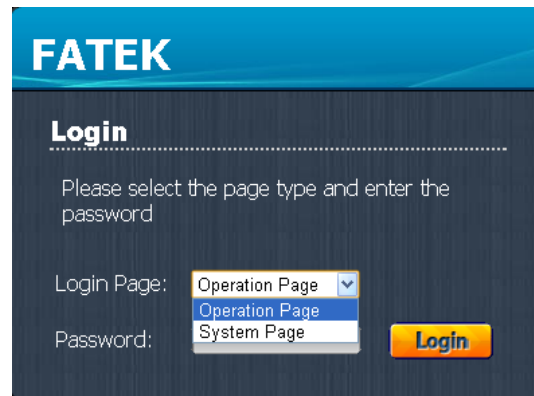 FATEK
Login
Please select the page type and enter the
password
Login Page: Operation Page
Operation Page
System Page
Password: Login